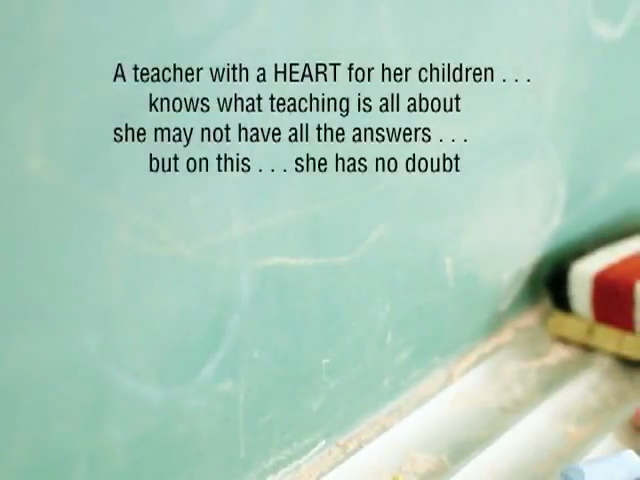 A teacher with a HEART for her children . . .
knows what teaching is all about
she may not have all the answers . . .
but on this . . . she has no doubt